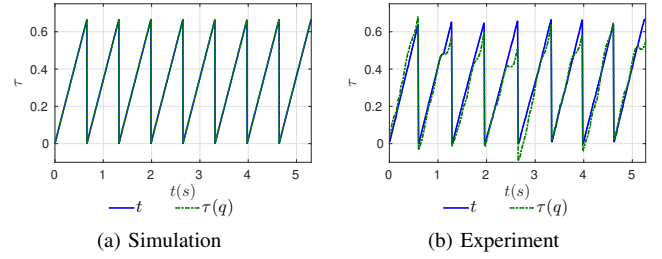 0.6
0.4
0.2
0
τ
0 1 2 3 4 5
t(s)
t τ(q)
(a) Simulation
0.6
0.4
0.2
0
τ
0 1 2 3 4 5
t(s)
t τ(q)
(b) Experiment